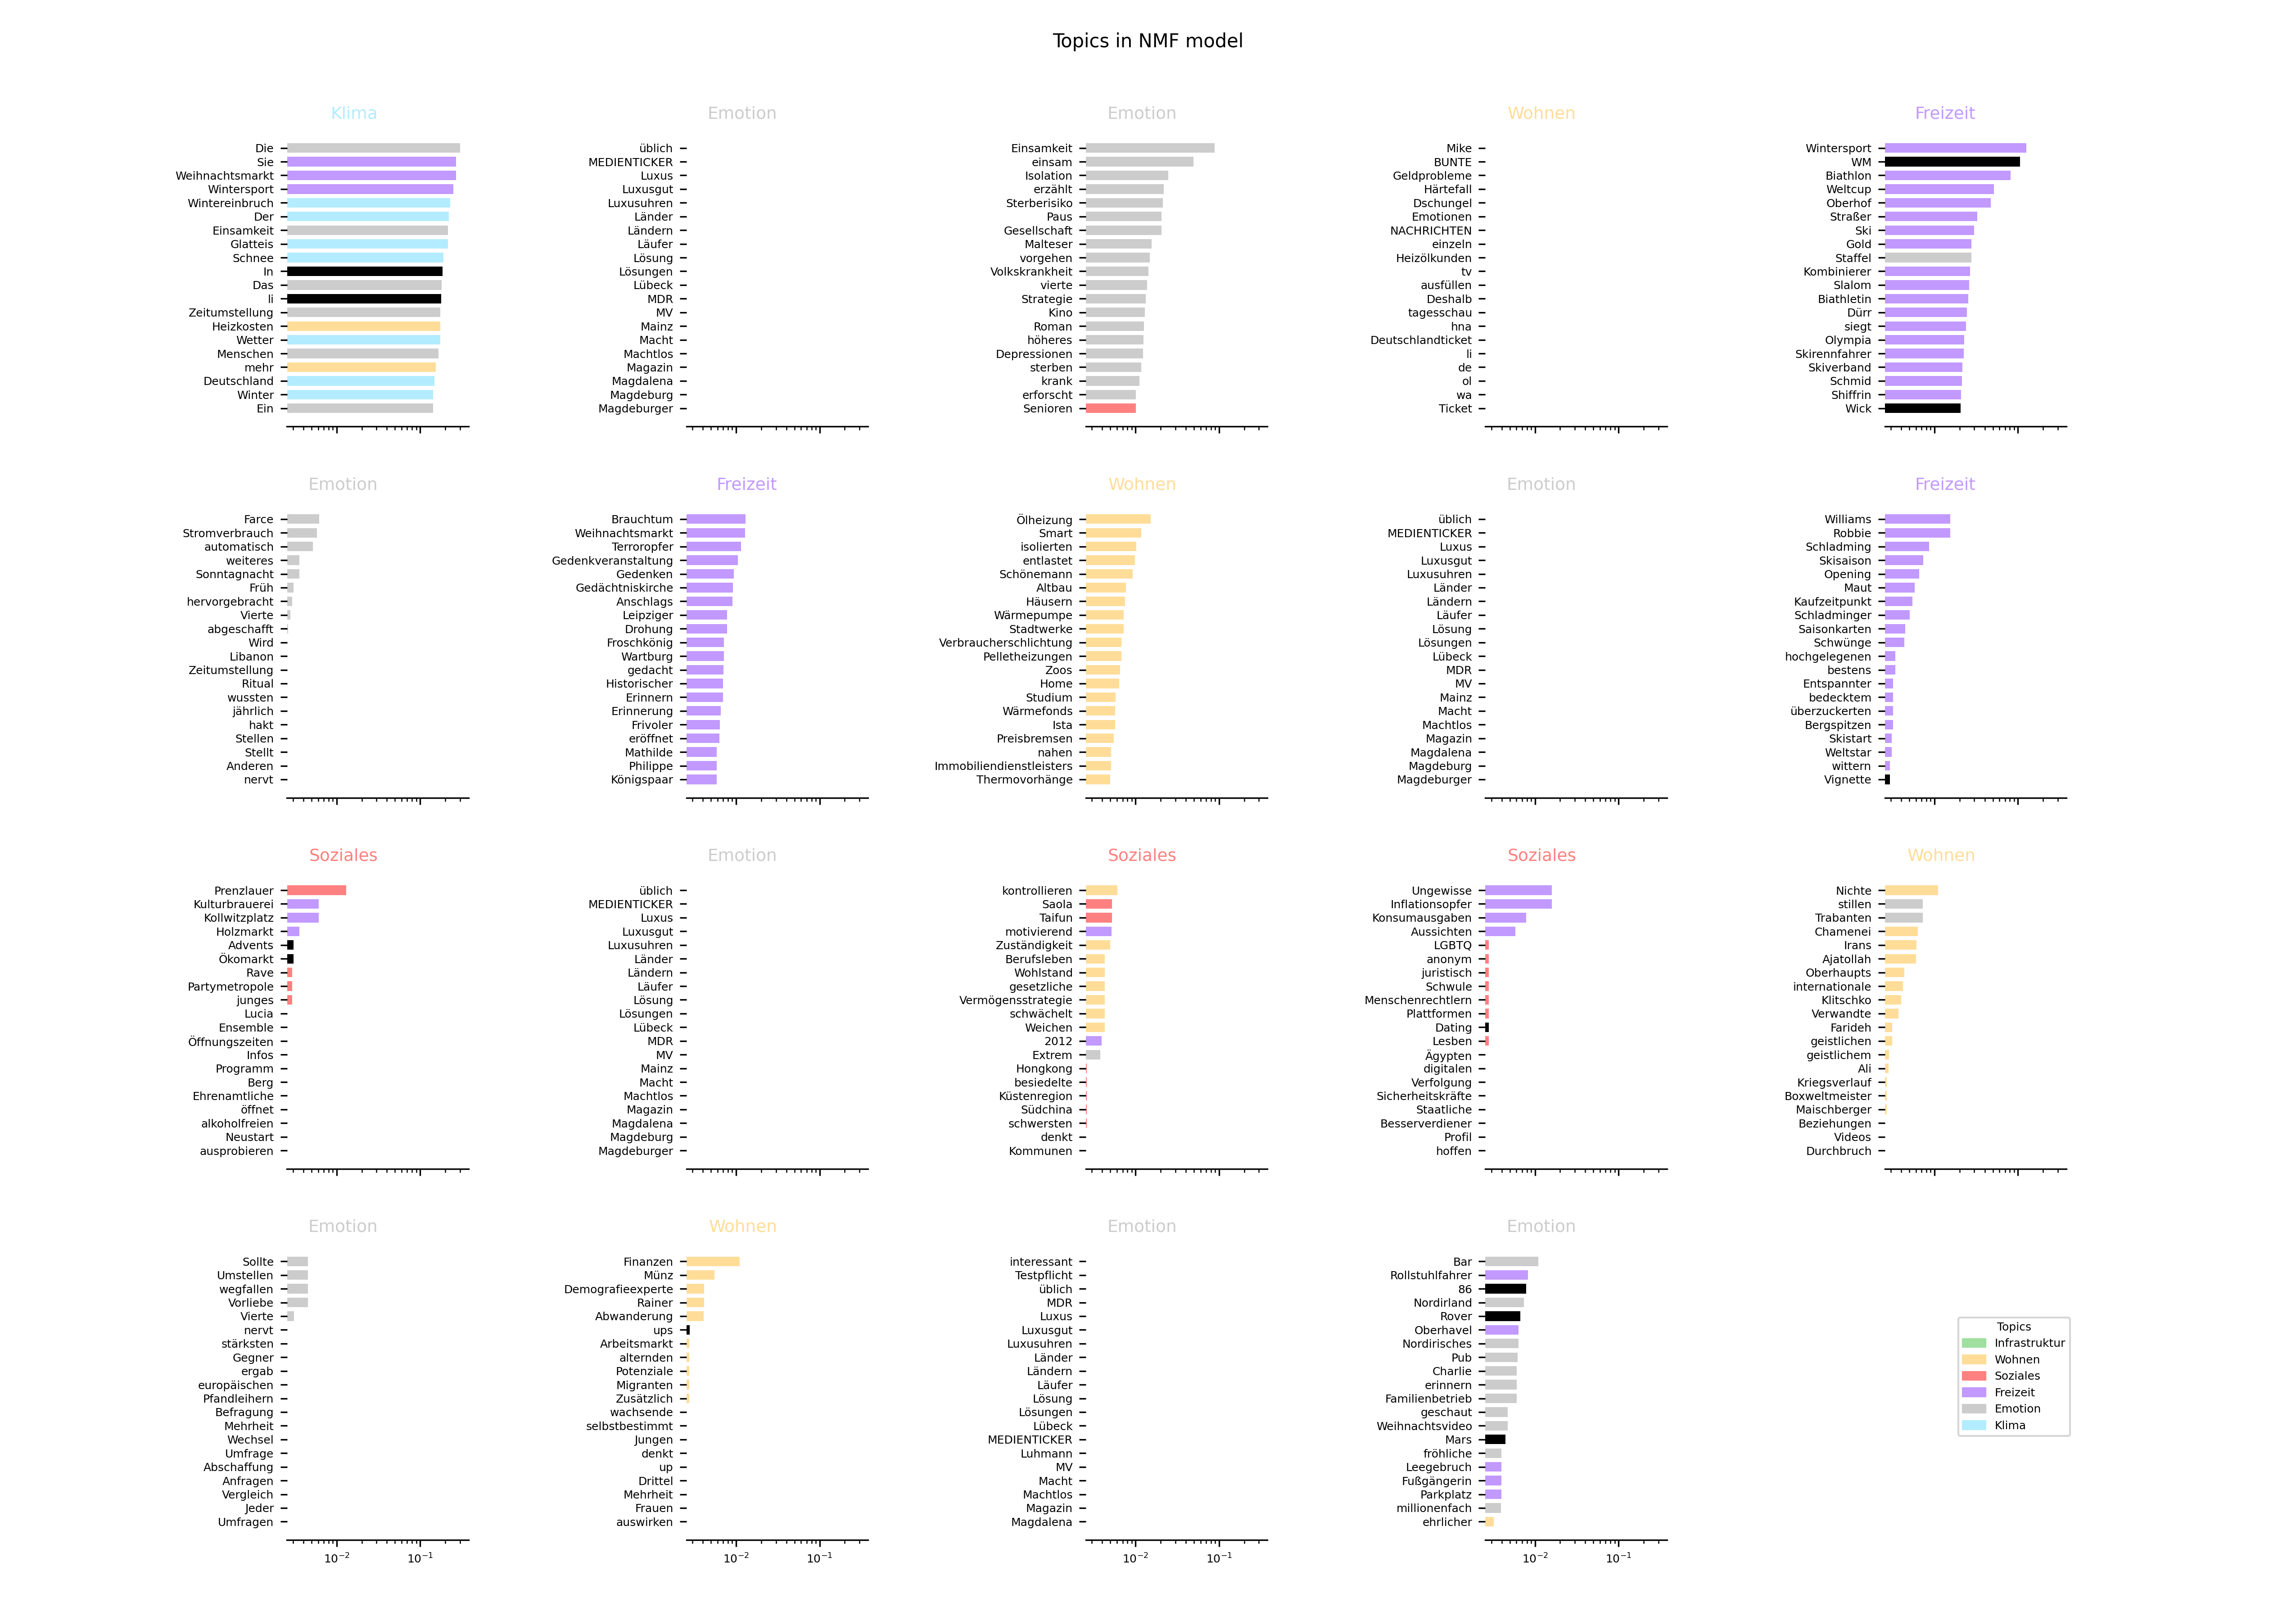 Topics in NMF model
Klima
Die
Sie
Weihnachtsmarkt
Wintersport
Wintereinbruch
Der
Einsamkeit
Glatteis
Schnee
In
Das
li
Zeitumstellung
Heizkosten
Wetter
Menschen
mehr
Deutschland
Winter
Ein
Emotion
üblich
MEDIENTICKER
Luxus
Luxusgut
Luxusuhren
Länder
Ländern
Läufer
Lösung
Lösungen
Lübeck
MDR
MV
Mainz
Macht
Machtlos
Magazin
Magdalena
Magdeburg
Magdeburger
Emotion
Einsamkeit
einsam
Isolation
erzählt
Sterberisiko
Paus
Gesellschaft
Malteser
vorgehen
Volkskrankheit
vierte
Strategie
Kino
Roman
höheres
Depressionen
sterben
krank
erforscht
Senioren
Wohnen
Mike
BUNTE
Geldprobleme
Härtefall
Dschungel
Emotionen
NACHRICHTEN
einzeln
Heizölkunden
tv
ausfüllen
Deshalb
tagesschau
hna
Deutschlandticket
li
de
ol
wa
Ticket
Freizeit
Wintersport
WM
Biathlon
Weltcup
Oberhof
Straßer
Ski
Gold
Staffel
Kombinierer
Slalom
Biathletin
Dürr
siegt
Olympia
Skirennfahrer
Skiverband
Schmid
Shiffrin
Wick
Emotion
Farce
Stromverbrauch
automatisch
weiteres
Sonntagnacht
Früh
hervorgebracht
Vierte
abgeschafft
Wird
Libanon
Zeitumstellung
Ritual
wussten
jährlich
hakt
Stellen
Stellt
Anderen
nervt
Freizeit
Brauchtum
Weihnachtsmarkt
Terroropfer
Gedenkveranstaltung
Gedenken
Gedächtniskirche
Anschlags
Leipziger
Drohung
Froschkönig
Wartburg
gedacht
Historischer
Erinnern
Erinnerung
Frivoler
eröffnet
Mathilde
Philippe
Königspaar
Wohnen
Ölheizung
Smart
isolierten
entlastet
Schönemann
Altbau
Häusern
Wärmepumpe
Stadtwerke
Verbraucherschlichtung
Pelletheizungen
Zoos
Home
Studium
Wärmefonds
Ista
Preisbremsen
nahen
Immobiliendienstleisters
Thermovorhänge
Emotion
üblich
MEDIENTICKER
Luxus
Luxusgut
Luxusuhren
Länder
Ländern
Läufer
Lösung
Lösungen
Lübeck
MDR
MV
Mainz
Macht
Machtlos
Magazin
Magdalena
Magdeburg
Magdeburger
Freizeit
Williams
Robbie
Schladming
Skisaison
Opening
Maut
Kaufzeitpunkt
Schladminger
Saisonkarten
Schwünge
hochgelegenen
bestens
Entspannter
bedecktem
überzuckerten
Bergspitzen
Skistart
Weltstar
wittern
Vignette
Soziales
Prenzlauer
Kulturbrauerei
Kollwitzplatz
Holzmarkt
Advents
Ökomarkt
Rave
Partymetropole
junges
Lucia
Ensemble
Öffnungszeiten
Infos
Programm
Berg
Ehrenamtliche
öffnet
alkoholfreien
Neustart
ausprobieren
Emotion
üblich
MEDIENTICKER
Luxus
Luxusgut
Luxusuhren
Länder
Ländern
Läufer
Lösung
Lösungen
Lübeck
MDR
MV
Mainz
Macht
Machtlos
Magazin
Magdalena
Magdeburg
Magdeburger
Soziales
kontrollieren
Saola
Taifun
motivierend
Zuständigkeit
Berufsleben
Wohlstand
gesetzliche
Vermögensstrategie
schwächelt
Weichen
2012
Extrem
Hongkong
besiedelte
Küstenregion
Südchina
schwersten
denkt
Kommunen
Soziales
Ungewisse
Inflationsopfer
Konsumausgaben
Aussichten
LGBTQ
anonym
juristisch
Schwule
Menschenrechtlern
Plattformen
Dating
Lesben
Ägypten
digitalen
Verfolgung
Sicherheitskräfte
Staatliche
Besserverdiener
Profil
hoffen
Wohnen
Nichte
stillen
Trabanten
Chamenei
Irans
Ajatollah
Oberhaupts
internationale
Klitschko
Verwandte
Farideh
geistlichen
geistlichem
Ali
Kriegsverlauf
Boxweltmeister
Maischberger
Beziehungen
Videos
Durchbruch
Emotion
Sollte
Umstellen
wegfallen
Vorliebe
Vierte
nervt
stärksten
Gegner
ergab
europäischen
Pfandleihern
Befragung
Mehrheit
Wechsel
Umfrage
Abschaffung
Anfragen
Vergleich
Jeder
Umfragen
10⁻² 10⁻¹
Wohnen
Finanzen
Münz
Demografieexperte
Rainer
Abwanderung
ups
Arbeitsmarkt
alternden
Potenziale
Migranten
Zusätzlich
wachsende
selbstbestimmt
Jungen
denkt
up
Drittel
Mehrheit
Frauen
auswirken
10⁻² 10⁻¹
Emotion
interessant
Testpflicht
üblich
MDR
Luxus
Luxusgut
Luxusuhren
Länder
Ländern
Läufer
Lösung
Lösungen
Lübeck
MEDIENTICKER
Luhmann
MV
Macht
Machtlos
Magazin
Magdalena
10⁻² 10⁻¹
Emotion
Bar
Rollstuhlfahrer
86
Nordirland
Rover
Oberhavel
Nordirisches
Pub
Charlie
erinnern
Familienbetrieb
geschaut
Weihnachtsvideo
Mars
fröhliche
Leegebruch
Fußgängerin
Parkplatz
millionenfach
ehrlicher
10⁻² 10⁻¹
Topics
Infrastruktur
Wohnen
Soziales
Freizeit
Emotion
Klima